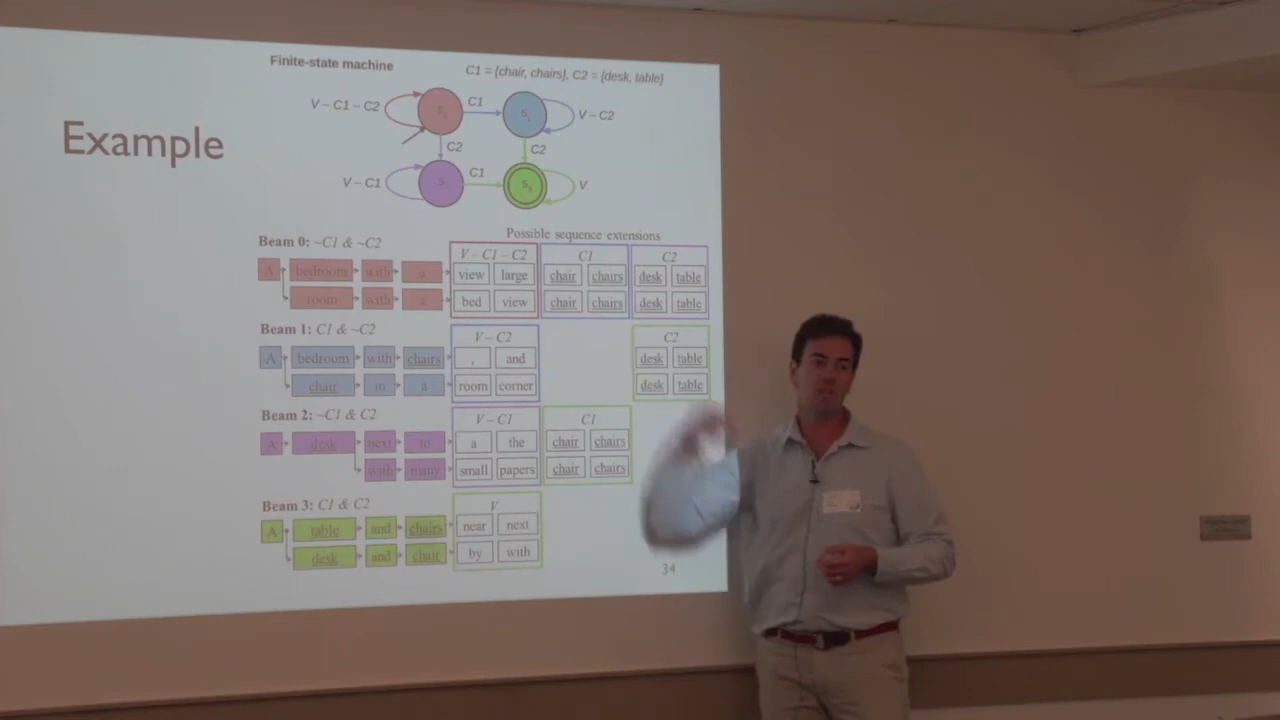 Finite-state machine
C1 = {chair, chairs}, C2 = {desk, table}
Example
V – C1 – C2
C1
V – C2
C2
C2
V – C1
C1
V
Possible sequence extensions
Beam 0: ~C1 & ~C2
V – C1 – C2
C1
C2
A bedroom with a view large chair chairs desk table
room with a bed view chair chairs desk table
Beam 1: C1 & ~C2
V – C2
C2
A bedroom with chairs , and desk table
chair in a room corner desk table
Beam 2: ~C1 & C2
V – C1
C1
A desk next to a the chair chairs
with many small papers chair chairs
Beam 3: C1 & C2
V
A table and chairs near next
desk and chair by with
34